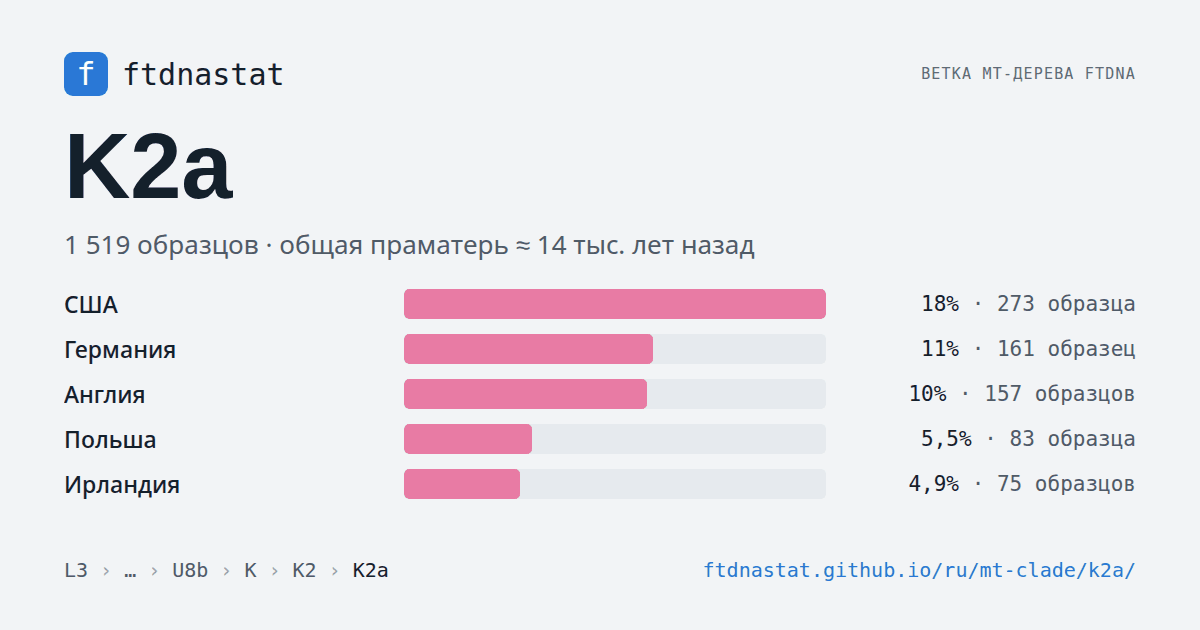 f ftdnastat
ВЕТКА МТ-ДЕРЕВА FTDNA
K2a
1 519 образцов · общая праматерь ≈ 14 тыс. лет назад
США 18% · 273 образца
Германия 11% · 161 образец
Англия 10% · 157 образцов
Польша 5,5% · 83 образца
Ирландия 4,9% · 75 образцов
L3 › … › U8b › K › K2 › K2a
ftdnastat.github.io/ru/mt-clade/k2a/